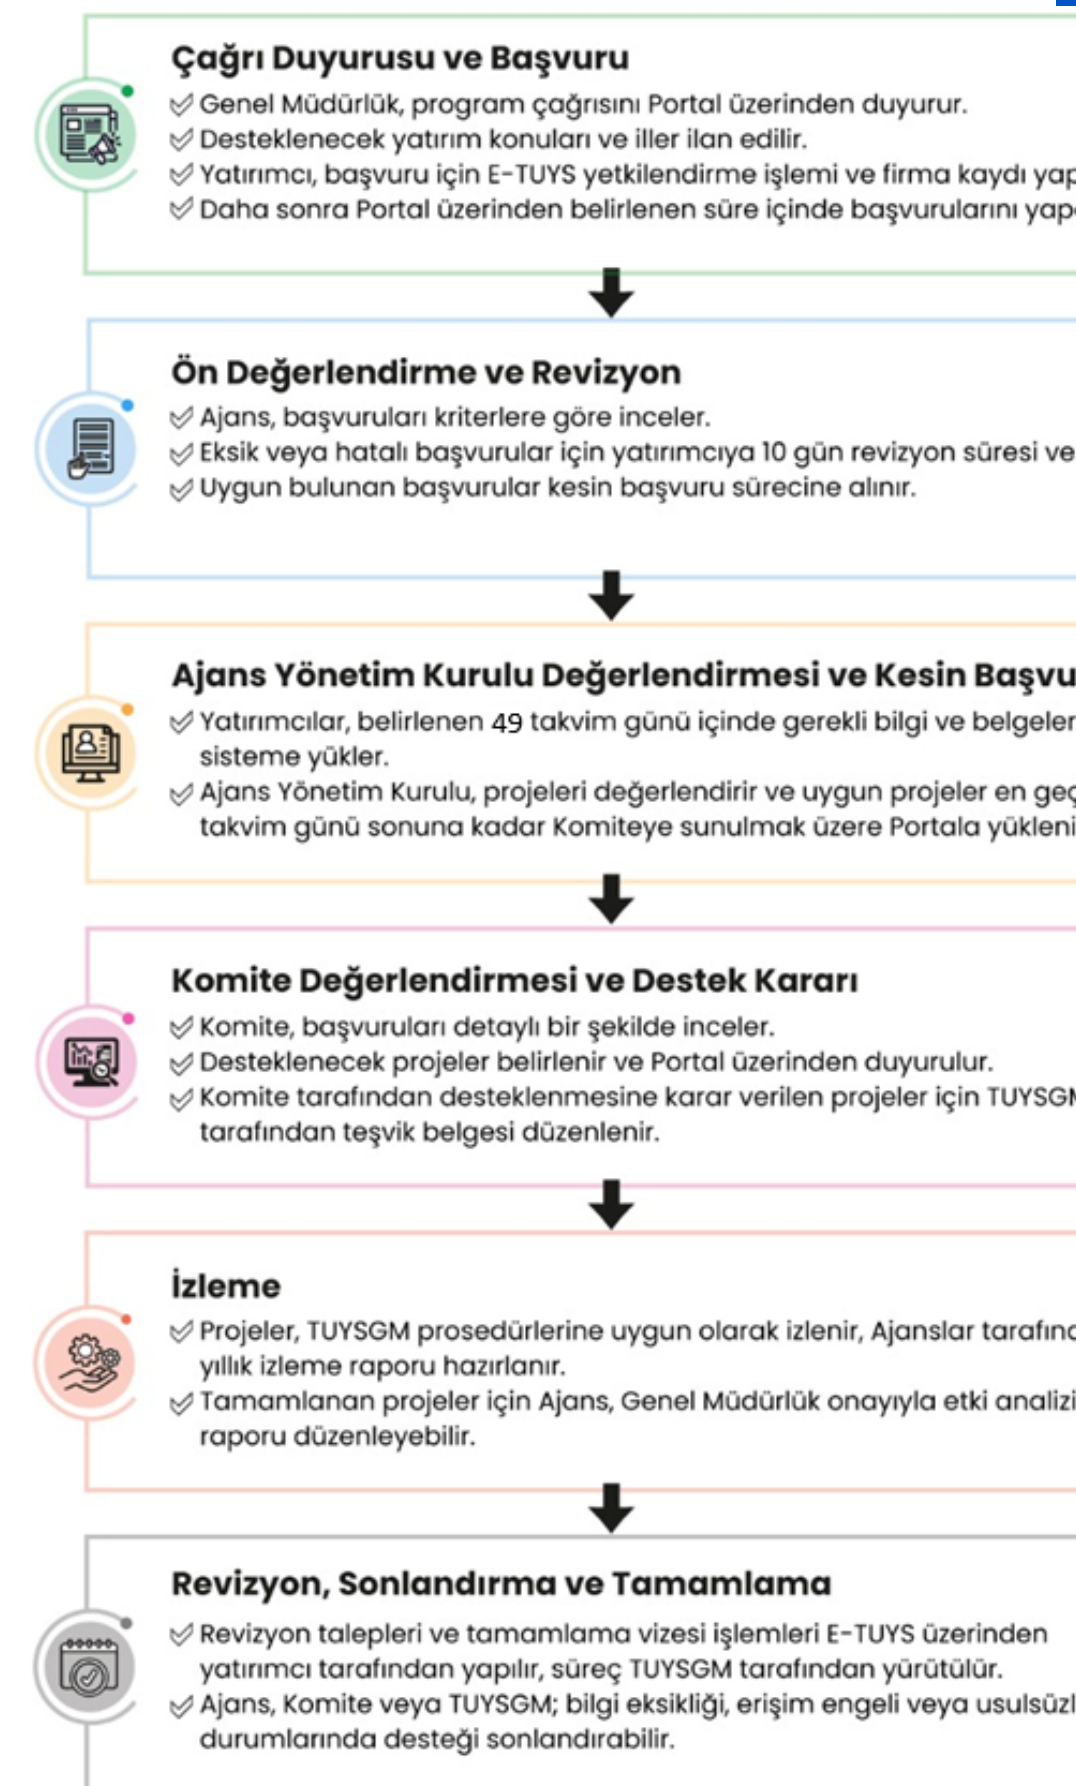 Çağrı Duyurusu ve Başvuru
Genel Müdürlük, program çağrısını Portal üzerinden duyurur.
Desteklenecek yatırım konuları ve iller ilan edilir.
Yatırımcı, başvuru için E-TUYS yetkilendirme işlemi ve firma kaydı yap
Daha sonra Portal üzerinden belirlenen süre içinde başvurularını yap
Ön Değerlendirme ve Revizyon
Ajans, başvuruları kriterlere göre inceler.
Eksik veya hatalı başvurular için yatırımcıya 10 gün revizyon süresi ve
Uygun bulunan başvurular kesin başvuru sürecine alınır.
Ajans Yönetim Kurulu Değerlendirmesi ve Kesin Başvu
Yatırımcılar, belirlenen 49 takvim günü içinde gerekli bilgi ve belgeler
sisteme yükler.
Ajans Yönetim Kurulu, projeleri değerlendirir ve uygun projeler en geç
takvim günü sonuna kadar Komiteye sunulmak üzere Portala yükleni
Komite Değerlendirmesi ve Destek Kararı
Komite, başvuruları detaylı bir şekilde inceler.
Desteklenecek projeler belirlenir ve Portal üzerinden duyurulur.
Komite tarafından desteklenmesine karar verilen projeler için TUYSGM
tarafından teşvik belgesi düzenlenir.
İzleme
Projeler, TUYSGM prosedürlerine uygun olarak izlenir, Ajanslar tarafınd
yıllık izleme raporu hazırlanır.
Tamamlanan projeler için Ajans, Genel Müdürlük onayıyla etki analizi
raporu düzenleyebilir.
Revizyon, Sonlandırma ve Tamamlama
Revizyon talepleri ve tamamlama vizesi işlemleri E-TUYS üzerinden
yatırımcı tarafından yapılır, süreç TUYSGM tarafından yürütülür.
Ajans, Komite veya TUYSGM; bilgi eksikliği, erişim engeli veya usulsüzl
durumlarında desteği sonlandırabilir.